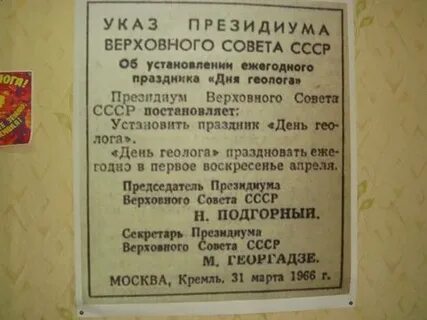 УКАЗ ПРЕЗИДИУМА
ВЕРХОВНОГО СОВЕТА СССР
Об установлении ежегодного
праздника «Дня геолога»
Президиум Верховного Совета
СССР постановляет:
Установить праздник «День гео-
лога».
«День геолога» праздновать еже-
годно в первое воскресенье апреля.
Председатель Президиума
Верховного Совета СССР
Н. ПОДГОРНЫЙ.
Секретарь Президиума
Верховного Совета СССР
М. ГЕОРГАДЗЕ.
МОСКВА, Кремль. 31 марта 1966 г.